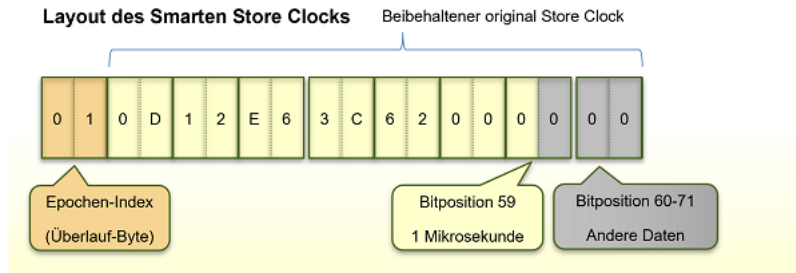 Layout des Smarten Store Clocks
Beibehaltener original Store Clock
0 1 0 D 1 2 E 6 3 C 6 2 0 0 0 0 0 0
Epochen-Index
(Überlauf-Byte)
Bitposition 59
1 Mikrosekunde
Bitposition 60-71
Andere Daten